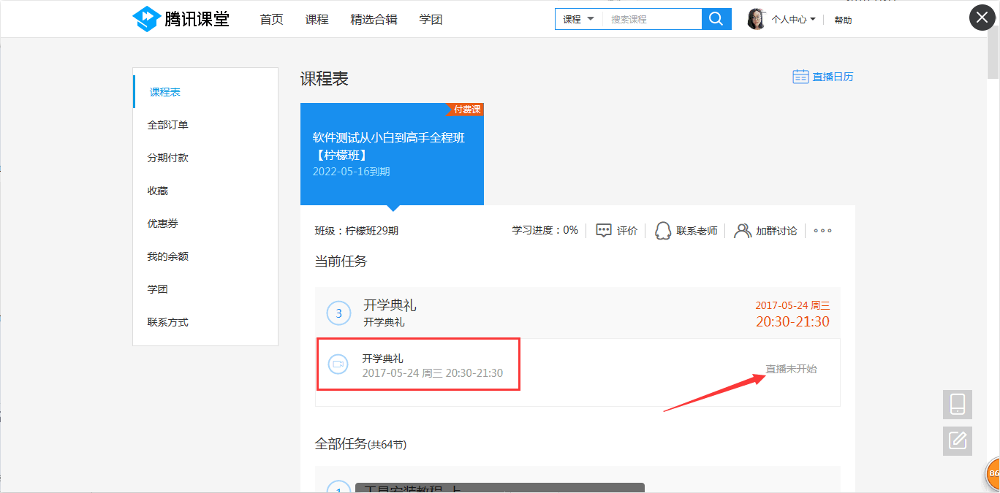 腾讯课堂 首页 课程 精选合辑 学团 课程 搜索课程 个人中心 帮助
课程表
全部订单
分期付款
收藏
优惠券
我的余额
学团
联系方式
课程表 直播日历
付费课
软件测试从小白到高手全程班
【柠檬班】
2022-05-16到期
班级：柠檬班29期 学习进度：0% 评价 联系老师 加群讨论
当前任务
3 开学典礼 2017-05-24 周三
开学典礼 20:30-21:30
开学典礼
2017-05-24 周三 20:30-21:30 直播未开始
全部任务(共64节)
1
86